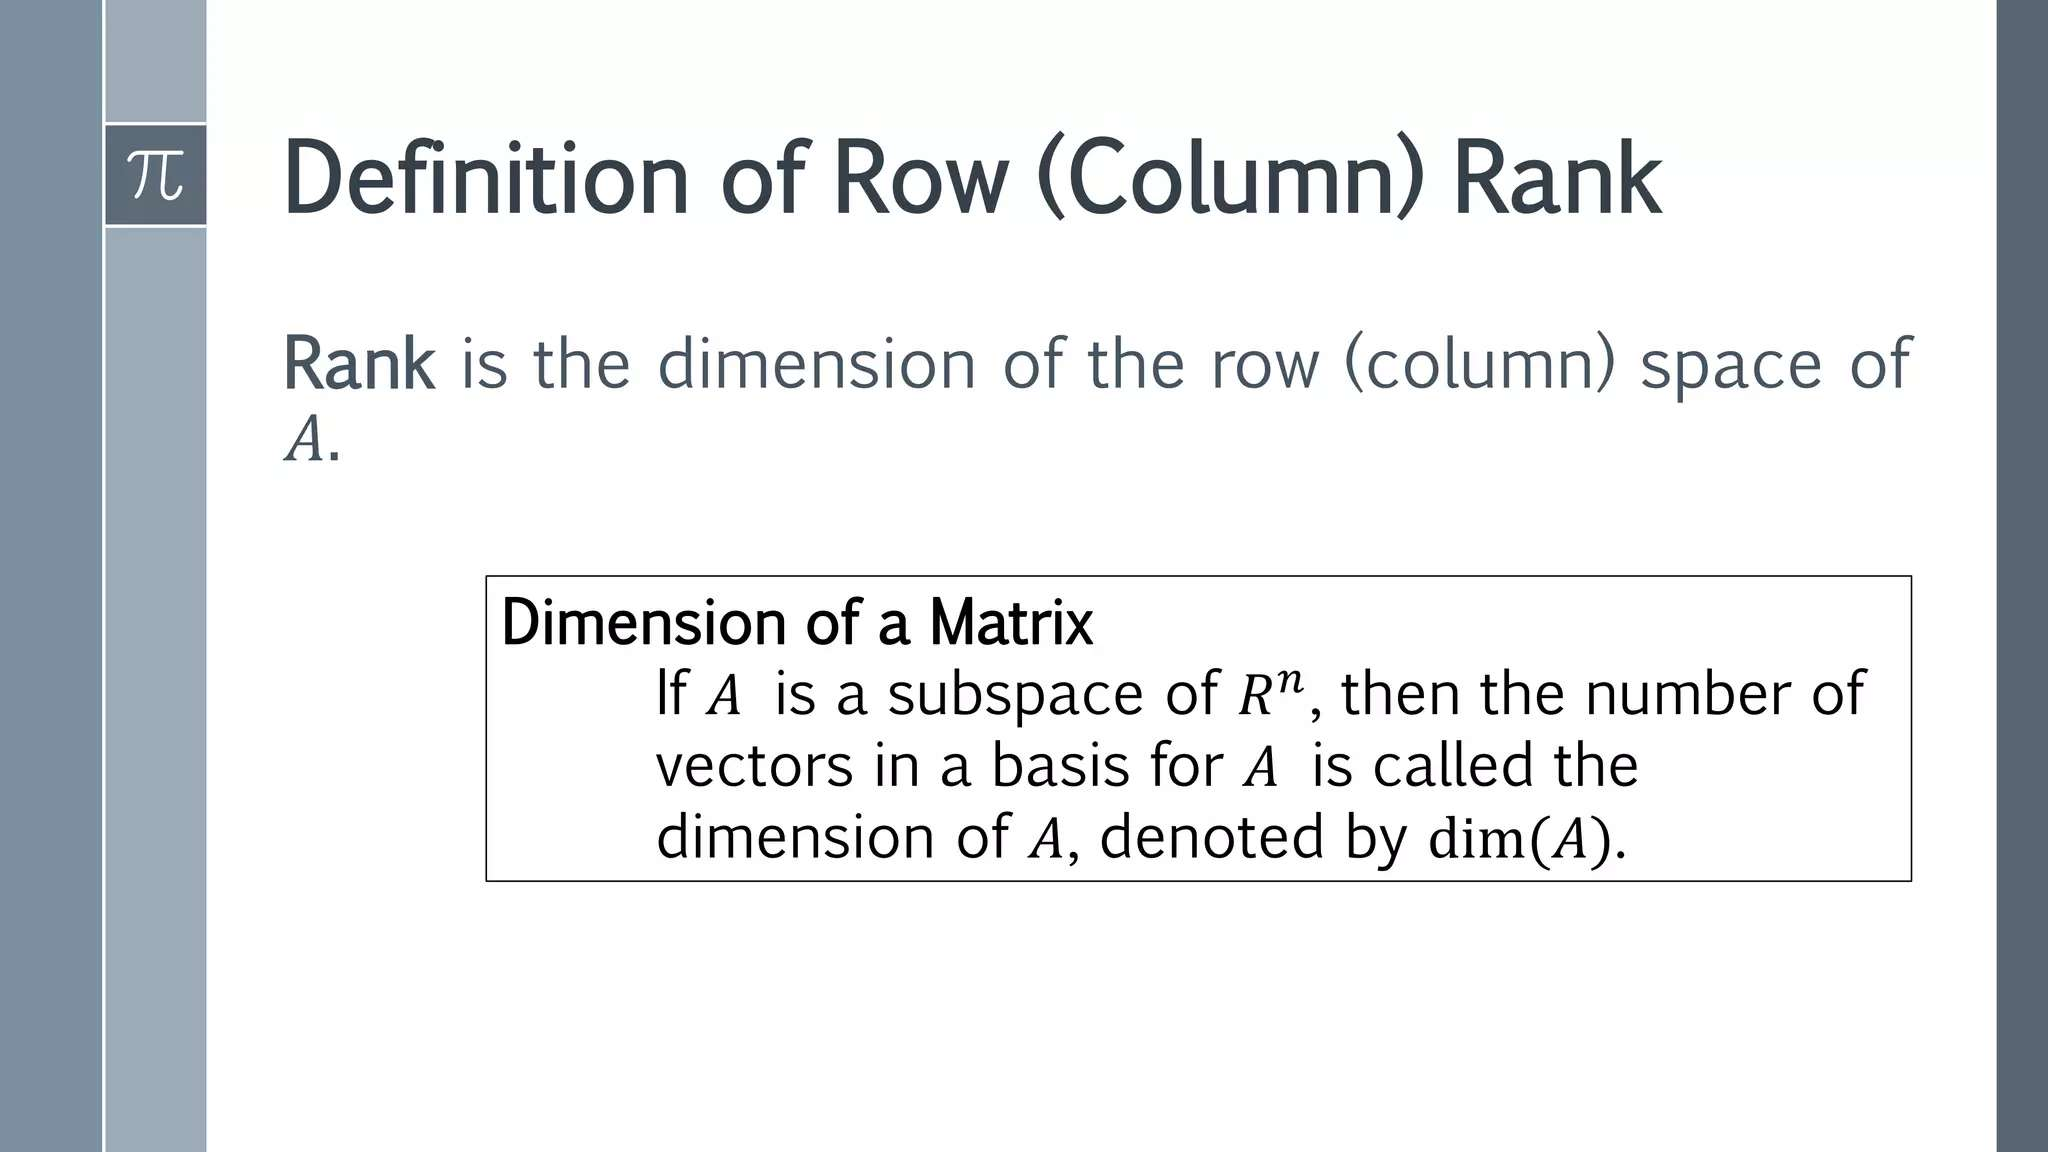 π
Definition of Row (Column) Rank
Rank is the dimension of the row (column) space of
A.
Dimension of a Matrix
If A is a subspace of Rⁿ, then the number of
vectors in a basis for A is called the
dimension of A, denoted by dim(A).